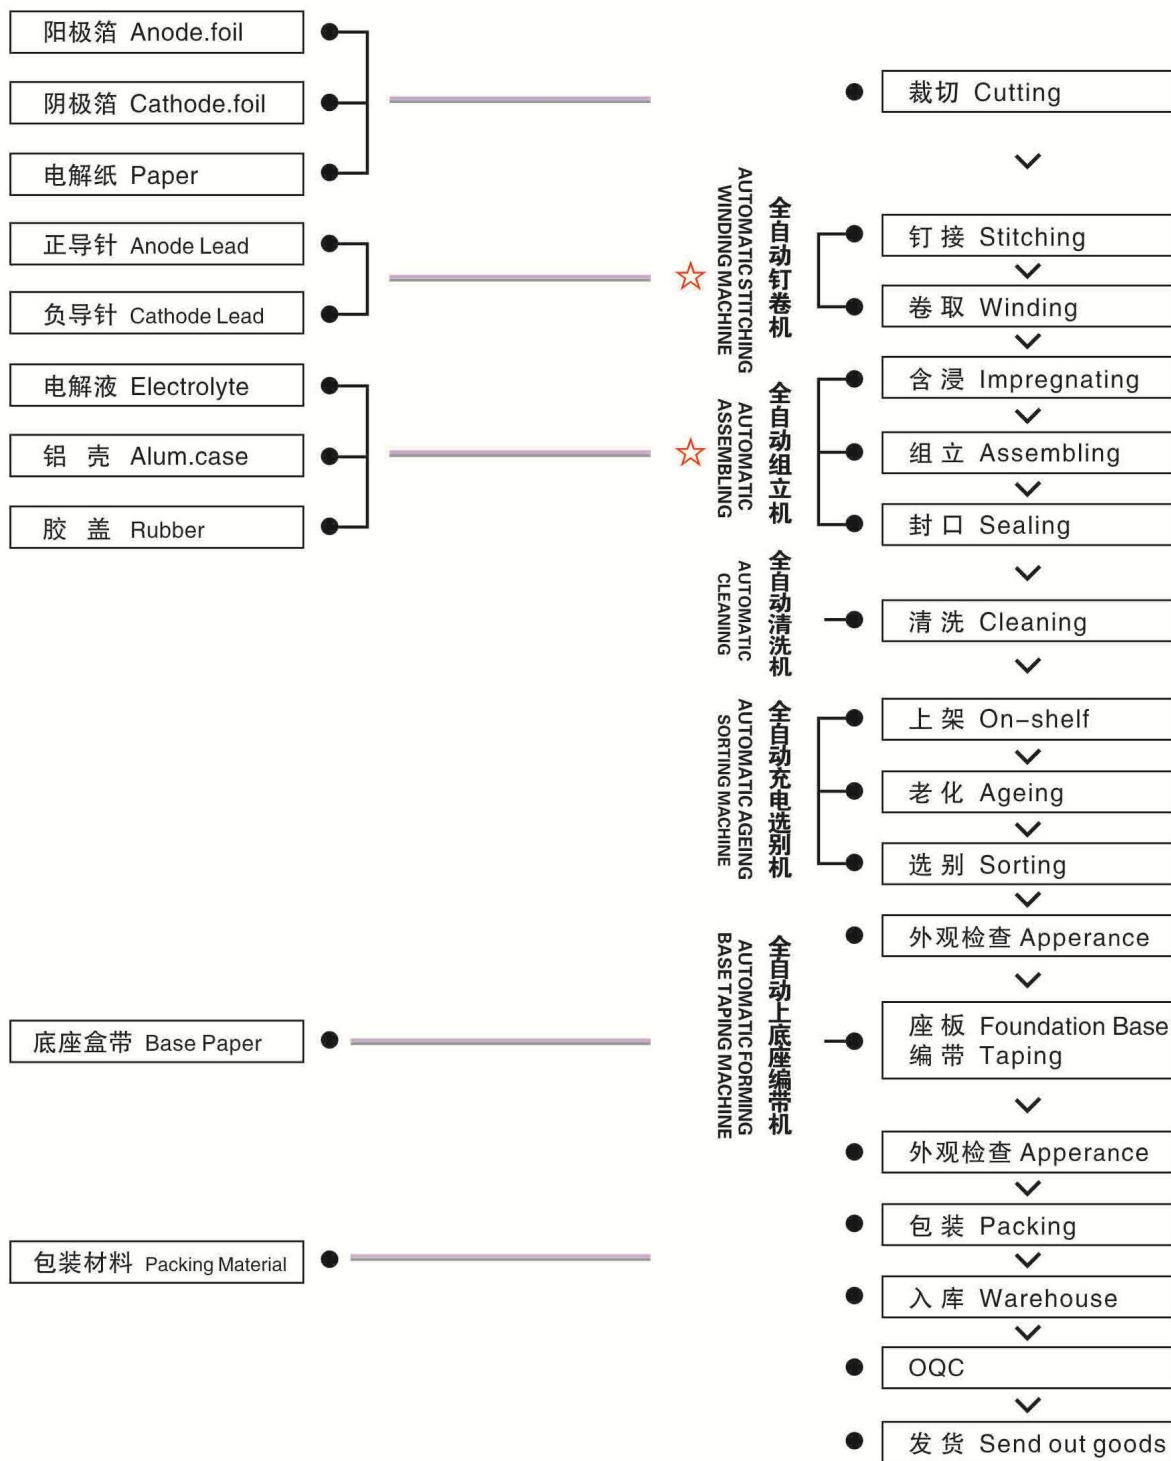 阳极箔 Anode.foil
阴极箔 Cathode.foil
电解纸 Paper
正导针 Anode Lead
负导针 Cathode Lead
电解液 Electrolyte
铝 壳 Alum.case
胶 盖 Rubber
底座盒带 Base Paper
包装材料 Packing Material
全自动钉卷机
AUTOMATIC STITCHING
WINDING MACHINE
全自动组立机
AUTOMATIC
ASSEMBLING
全自动清洗机
AUTOMATIC
CLEANING
全自动充电选别机
AUTOMATIC AGEING
SORTING MACHINE
全自动上底座编带机
AUTOMATIC FORMING
BASE TAPING MACHINE
裁切 Cutting
钉 接 Stitching
卷 取 Winding
含 浸 Impregnating
组 立 Assembling
封 口 Sealing
清 洗 Cleaning
上 架 On-shelf
老 化 Ageing
选 别 Sorting
外观检查 Apperance
座 板 Foundation Base
编 带 Taping
外观检查 Apperance
包 装 Packing
入 库 Warehouse
OQC
发 货 Send out goods